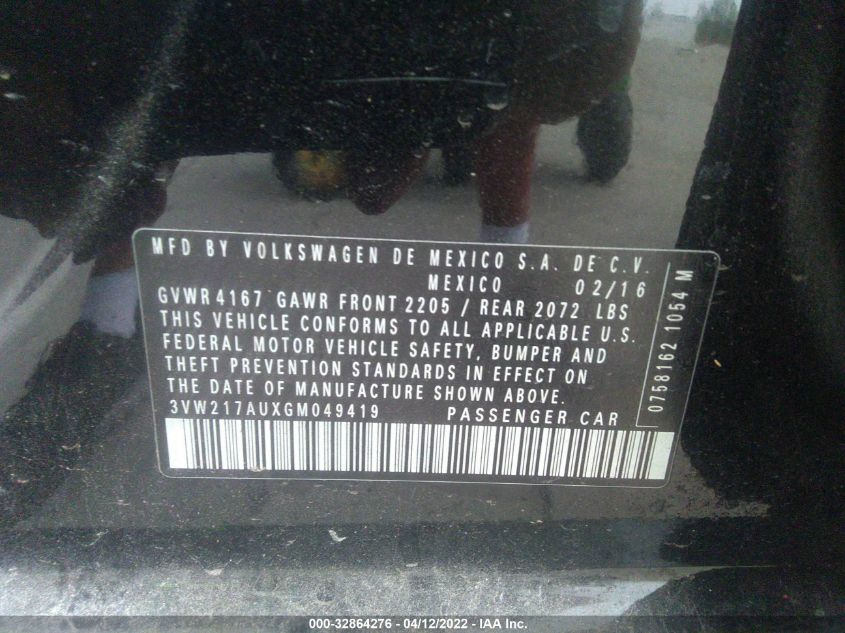 MFD BY VOLKSWAGEN DE MEXICO S.A. DE C.V.
MEXICO 02/16
GVWR 4167 GAWR FRONT 2205 / REAR 2072 LBS
THIS VEHICLE CONFORMS TO ALL APPLICABLE U.S.
FEDERAL MOTOR VEHICLE SAFETY, BUMPER AND
THEFT PREVENTION STANDARDS IN EFFECT ON
THE DATE OF MANUFACTURE SHOWN ABOVE.
3VW217AUXGM049419 PASSENGER CAR
0758162 1054 M
000-32864276 - 04/12/2022 - IAA Inc.